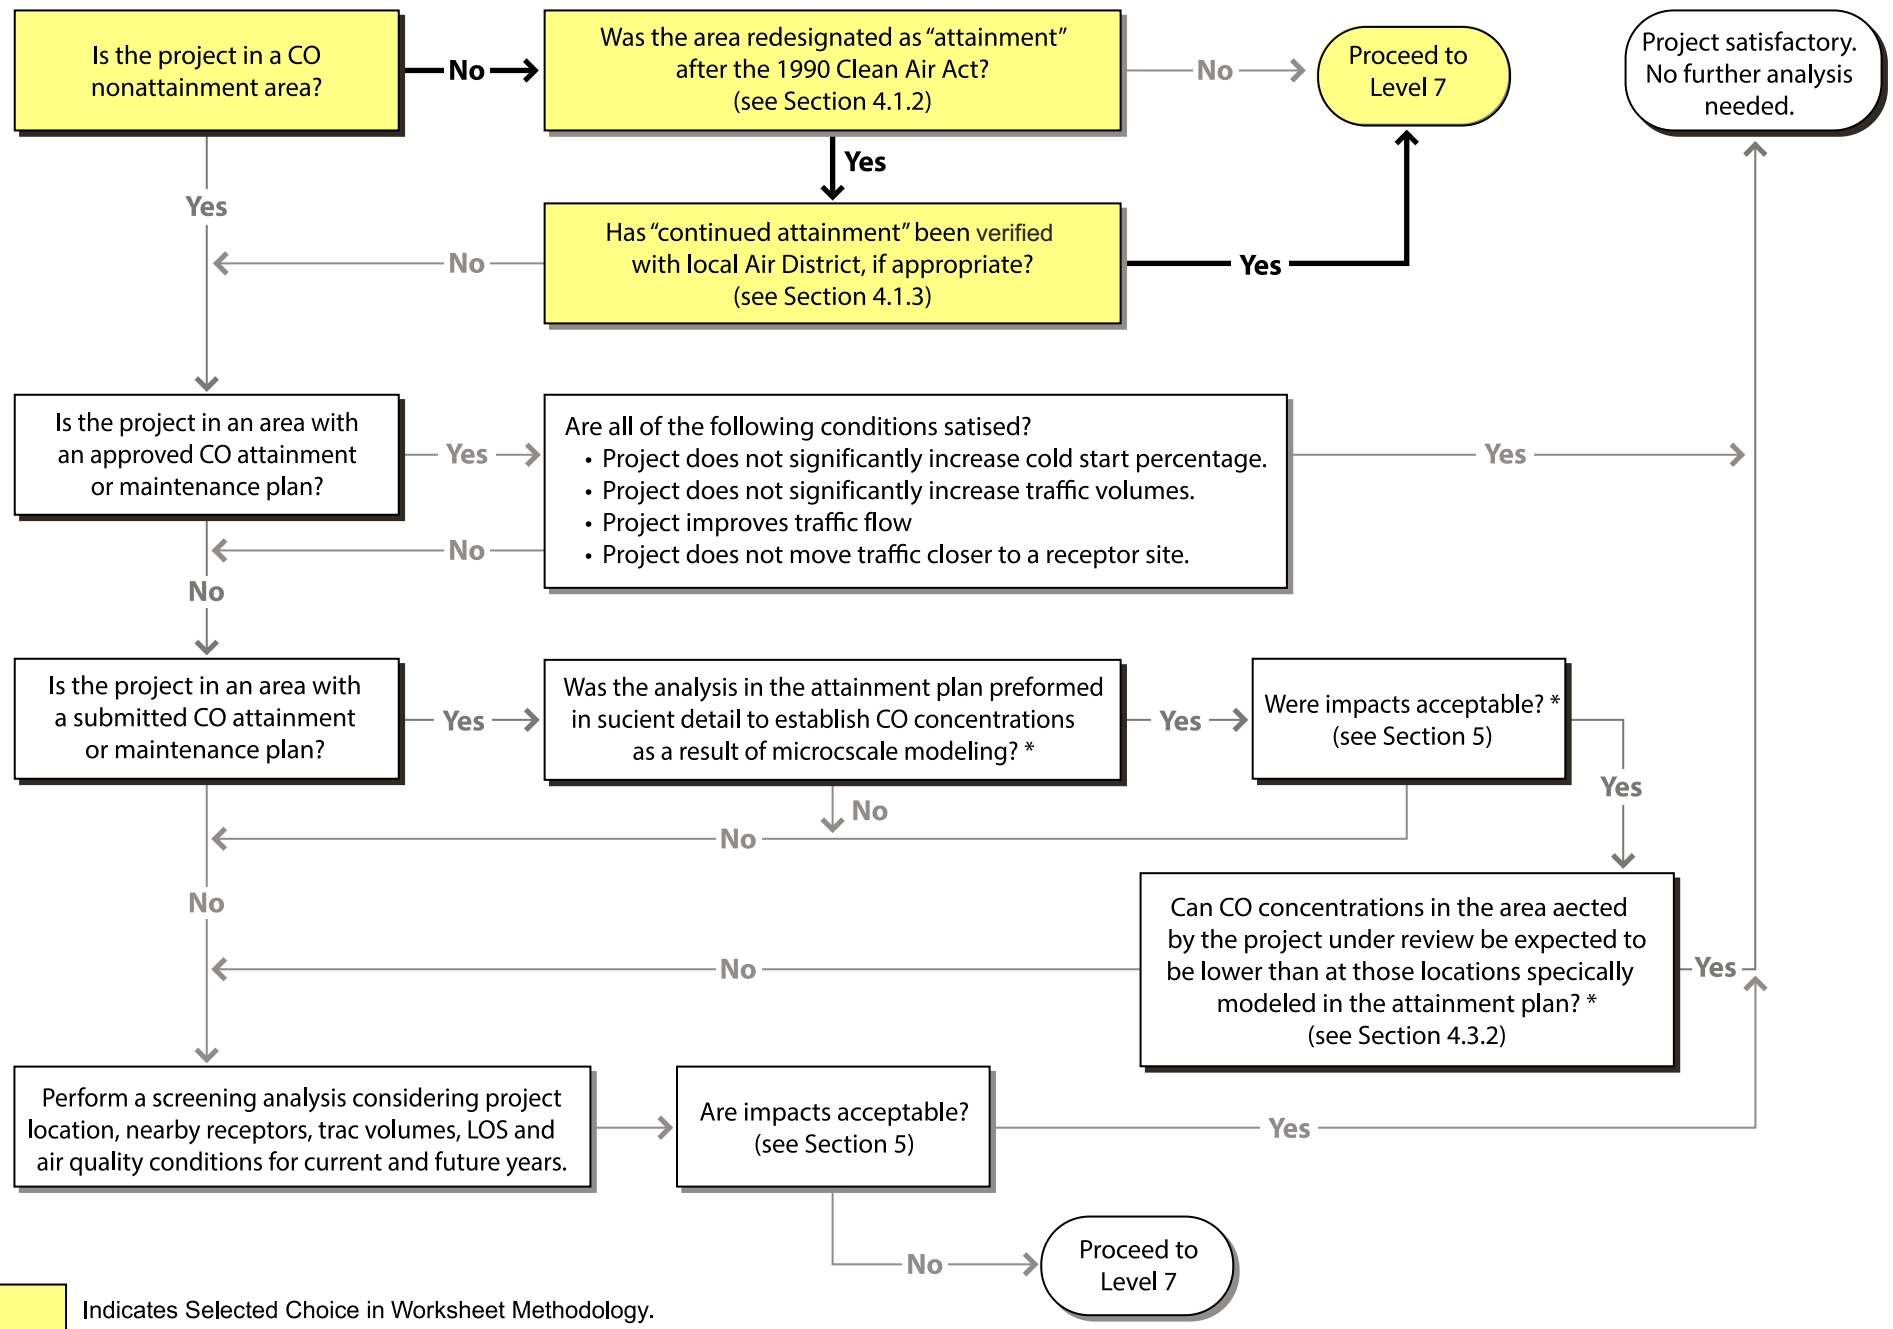 Is the project in a CO
nonattainment area?
No
Was the area redesignated as “attainment”
after the 1990 Clean Air Act?
(see Section 4.1.2)
No
Proceed to
Level 7
Project satisfactory.
No further analysis
needed.
Yes
Yes
Has “continued attainment” been verified
with local Air District, if appropriate?
(see Section 4.1.3)
No
Yes
Is the project in an area with
an approved CO attainment
or maintenance plan?
Yes
Are all of the following conditions satised?
• Project does not significantly increase cold start percentage.
• Project does not significantly increase traffic volumes.
• Project improves traffic flow
• Project does not move traffic closer to a receptor site.
Yes
No
No
Is the project in an area with
a submitted CO attainment
or maintenance plan?
Yes
Was the analysis in the attainment plan preformed
in sucient detail to establish CO concentrations
as a result of microcscale modeling? *
Yes
Were impacts acceptable? *
(see Section 5)
Yes
No
No
No
Can CO concentrations in the area aected
by the project under review be expected to
be lower than at those locations specically
modeled in the attainment plan? *
(see Section 4.3.2)
No
Yes
Perform a screening analysis considering project
location, nearby receptors, trac volumes, LOS and
air quality conditions for current and future years.
Are impacts acceptable?
(see Section 5)
Yes
No
Proceed to
Level 7
Indicates Selected Choice in Worksheet Methodology.